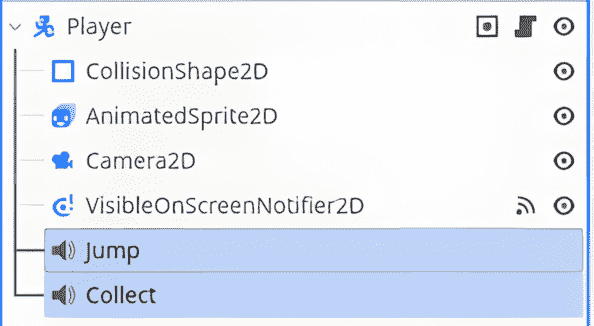 Player
CollisionShape2D
AnimatedSprite2D
Camera2D
VisibleOnScreenNotifier2D
Jump
Collect